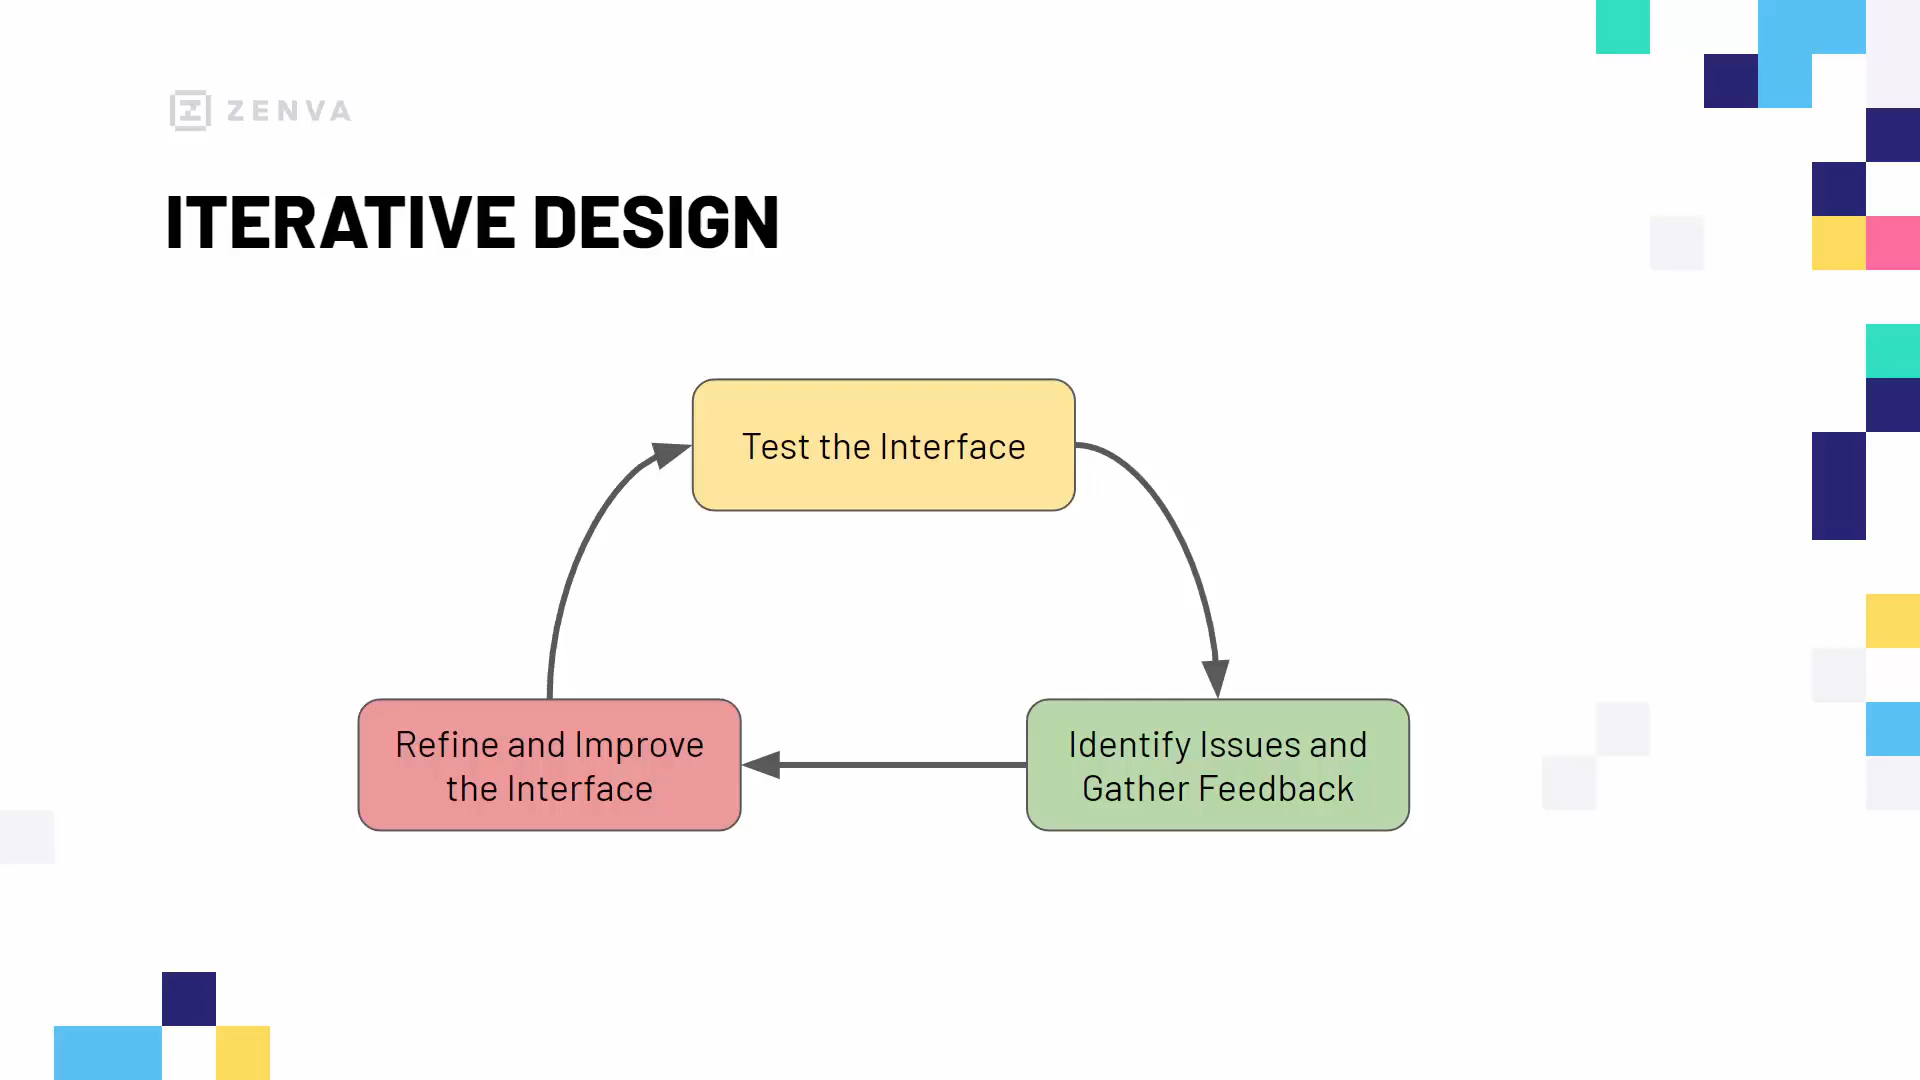 ZENVA
ITERATIVE DESIGN
Test the Interface
Refine and Improve
the Interface
Identify Issues and
Gather Feedback